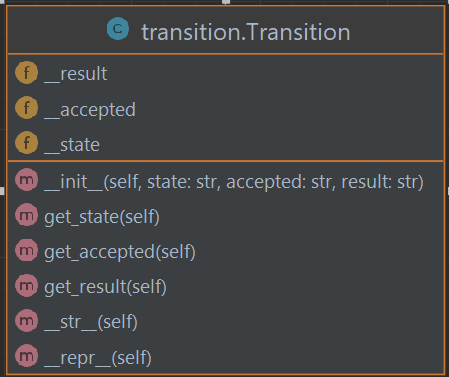 C transition.Transition
f __result
f __accepted
f __state
m __init__(self, state: str, accepted: str, result: str)
m get_state(self)
m get_accepted(self)
m get_result(self)
m __str__(self)
m __repr__(self)